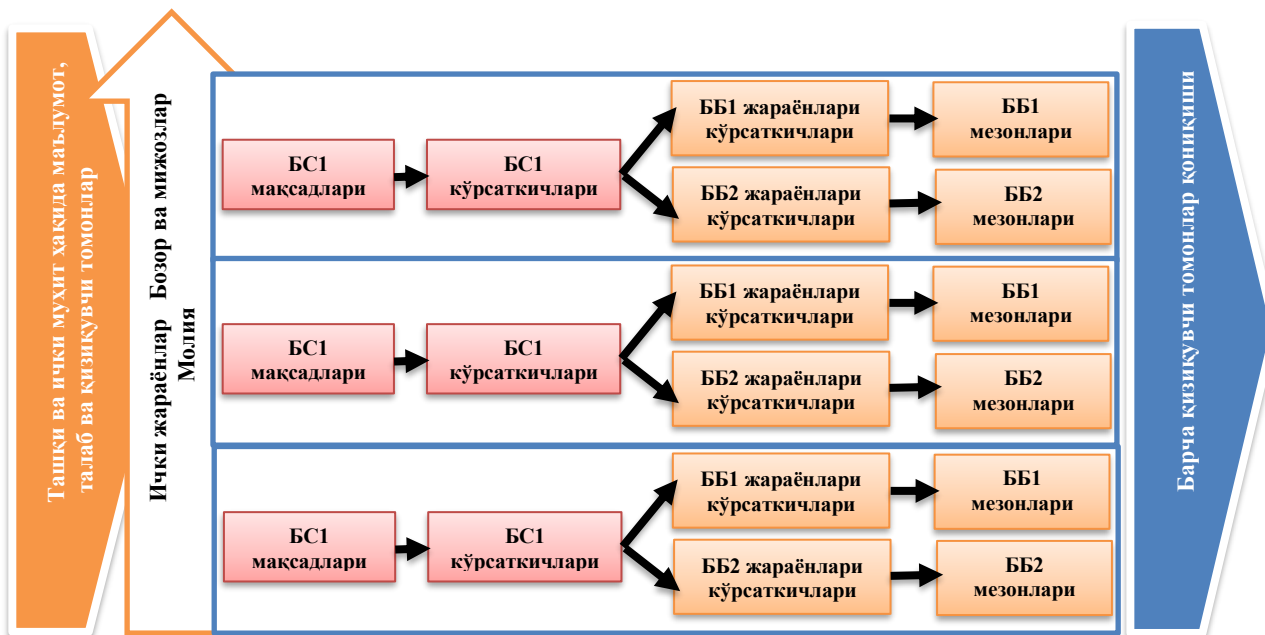 Ташқи ва ички муҳит ҳақида маълумот,
талаб ва қизиқувчи томонлар
Ички жараёнлар   Бозор ва мижозлар
Молия
БС1
мақсадлари
БС1
кўрсаткичлари
ББ1 жараёнлари
кўрсаткичлари
ББ1
мезонлари
ББ2 жараёнлари
кўрсаткичлари
ББ2
мезонлари
БС1
мақсадлари
БС1
кўрсаткичлари
ББ1 жараёнлари
кўрсаткичлари
ББ1
мезонлари
ББ2 жараёнлари
кўрсаткичлари
ББ2
мезонлари
БС1
мақсадлари
БС1
кўрсаткичлари
ББ1 жараёнлари
кўрсаткичлари
ББ1
мезонлари
ББ2 жараёнлари
кўрсаткичлари
ББ2
мезонлари
Барча қизиқувчи томонлар қониқиши